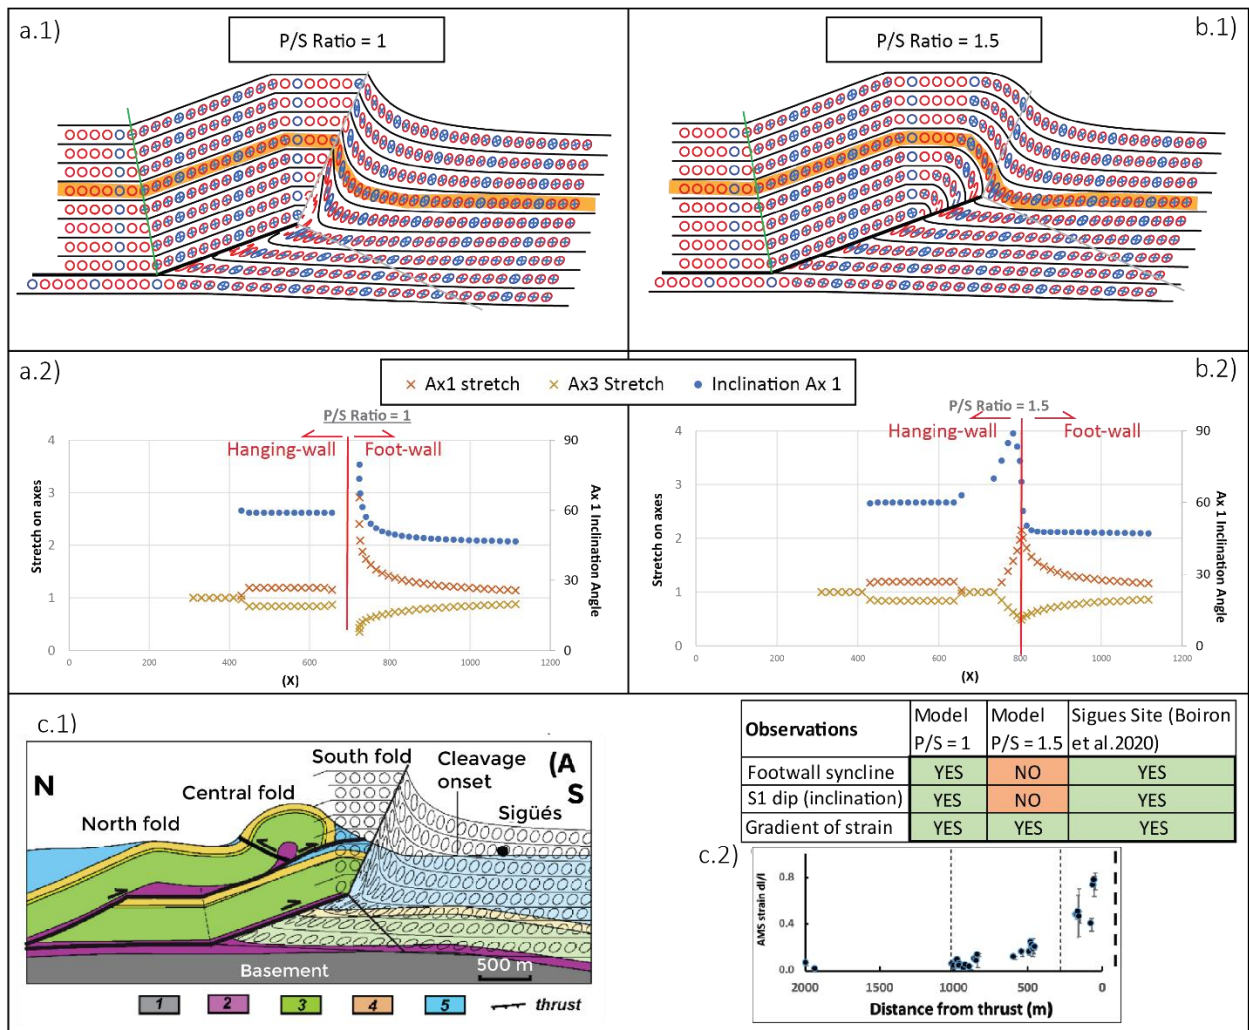 a.1)
P/S Ratio = 1
b.1)
P/S Ratio = 1.5
a.2)
b.2)
Ax1 stretch
Ax3 Stretch
Inclination Ax 1
P/S Ratio = 1
Hanging-wall
Foot-wall
Stretch on axes
4
3
2
1
0
90
60
30
0
Ax 1 Inclination Angle
0 200 400 600 800 1000 1200
(X)
P/S Ratio = 1.5
Hanging-wall
Foot-wall
Stretch on axes
4
3
2
1
0
90
60
30
0
Ax 1 Inclination Angle
0 200 400 600 800 1000 1200
(X)
c.1)
N
North fold
Central fold
South fold
Cleavage
onset
(A
S
Sigüés
Basement
500 m
1 2 3 4 5 thrust
Observations
Model
P/S = 1
Model
P/S = 1.5
Sigues Site (Boiron
et al.2020)
Footwall syncline YES NO YES
S1 dip (inclination) YES NO YES
Gradient of strain YES YES YES
c.2)
AMS strain dl/l
0.8
0.4
0.0
2000 1500 1000 500 0
Distance from thrust (m)